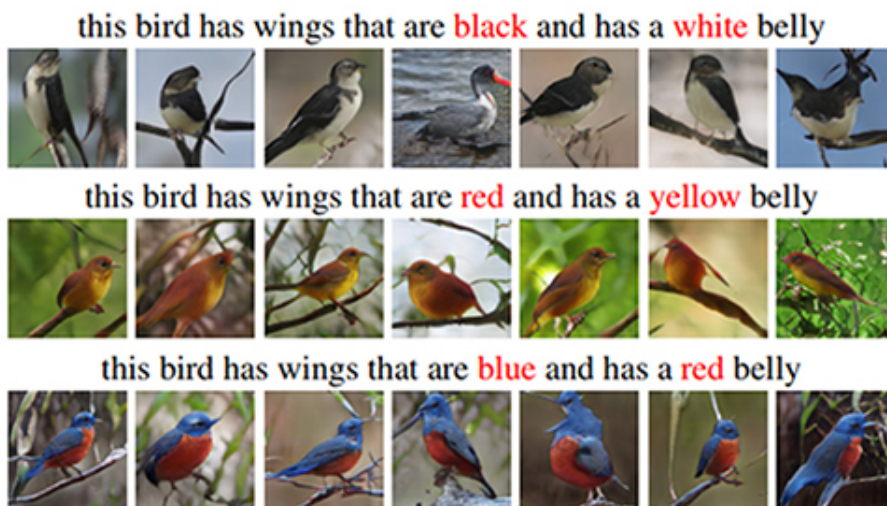 this bird has wings that are black and has a white belly
this bird has wings that are red and has a yellow belly
this bird has wings that are blue and has a red belly